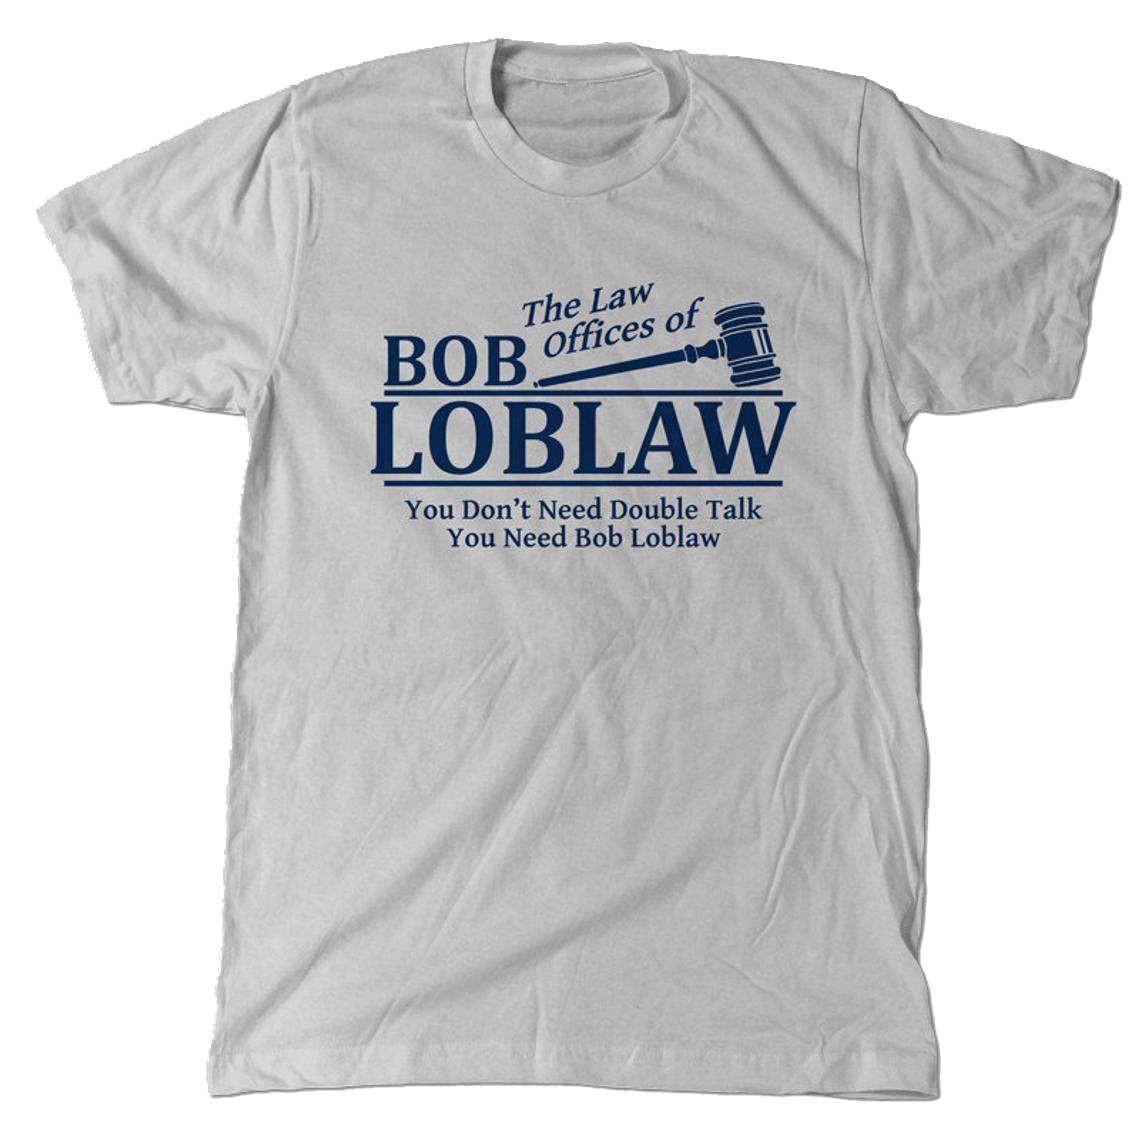 The Law
Offices of
BOB
LOBLAW
You Don’t Need Double Talk
You Need Bob Loblaw